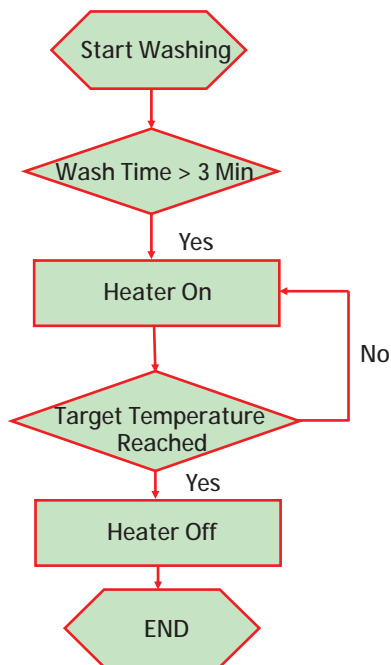 Start Washing
Wash Time > 3 Min
Yes
Heater On
No
Target Temperature
Reached
Yes
Heater Off
END